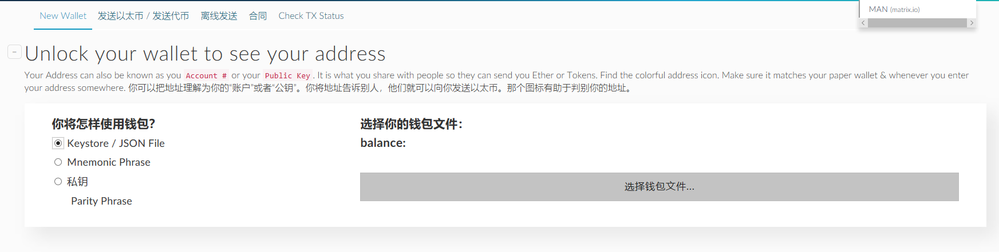 New Wallet 发送以太币 / 发送代币 离线发送 合同 Check TX Status
MAN (matrix.io)
Unlock your wallet to see your address
Your Address can also be known as you Account # or your Public Key. It is what you share with people so they can send you Ether or Tokens. Find the colorful address icon. Make sure it matches your paper wallet & whenever you enter
your address somewhere. 你可以把地址理解为你的“账户”或者“公钥”。你将地址告诉别人，他们就可以向你发送以太币。那个图标有助于判别你的地址。
你将怎样使用钱包？
Keystore / JSON File
Mnemonic Phrase
私钥
Parity Phrase
选择你的钱包文件：
balance:
选择钱包文件...